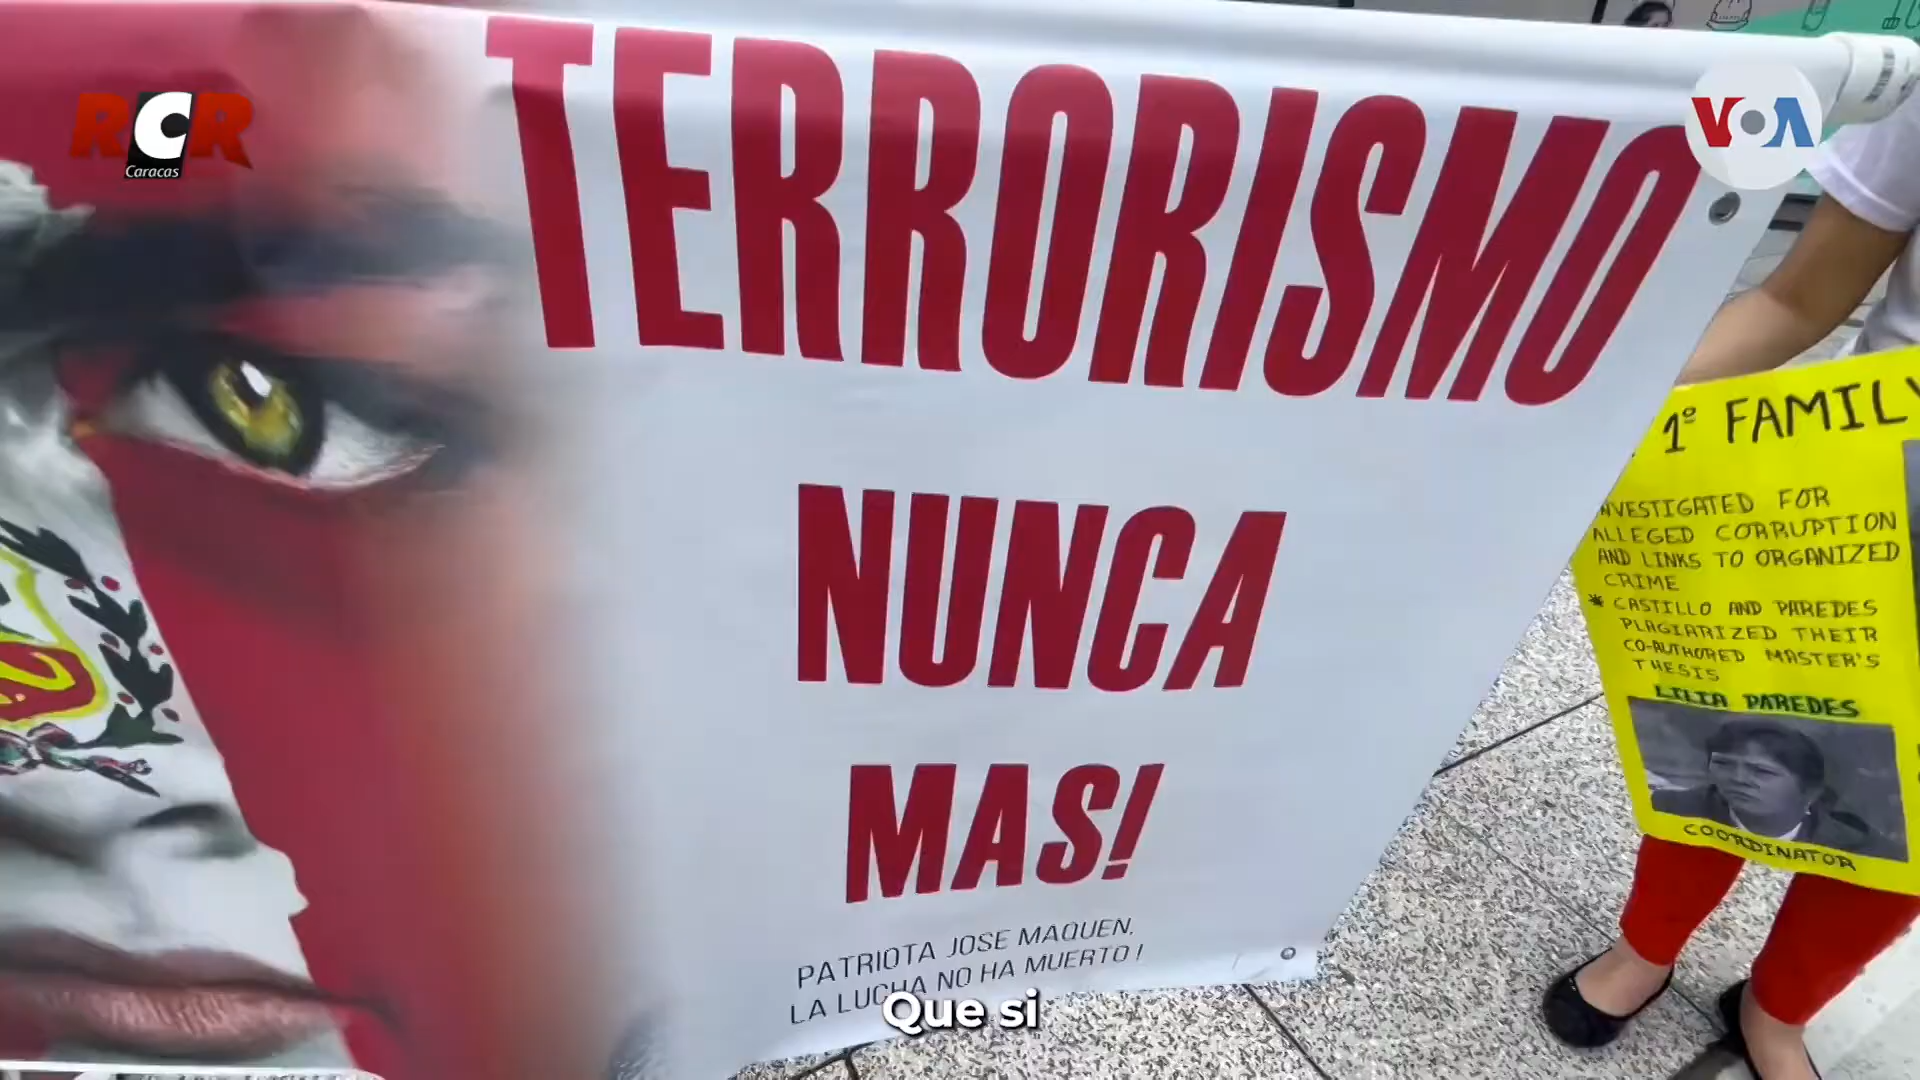 RCR
Caracas
VOA
TERRORISMO
NUNCA
MAS!
PATRIOTA JOSE MAQUEN,
LA LUCHA NO HA MUERTO!
Que si
1º FAMILY
INVESTIGATED FOR
ALLEGED CORRUPTION
AND LINKS TO ORGANIZED
CRIME
* CASTILLO AND PAREDES
PLAGIARIZED THEIR
CO-AUTHORED MASTER'S
THESIS
LILIA PAREDES
COORDINATOR